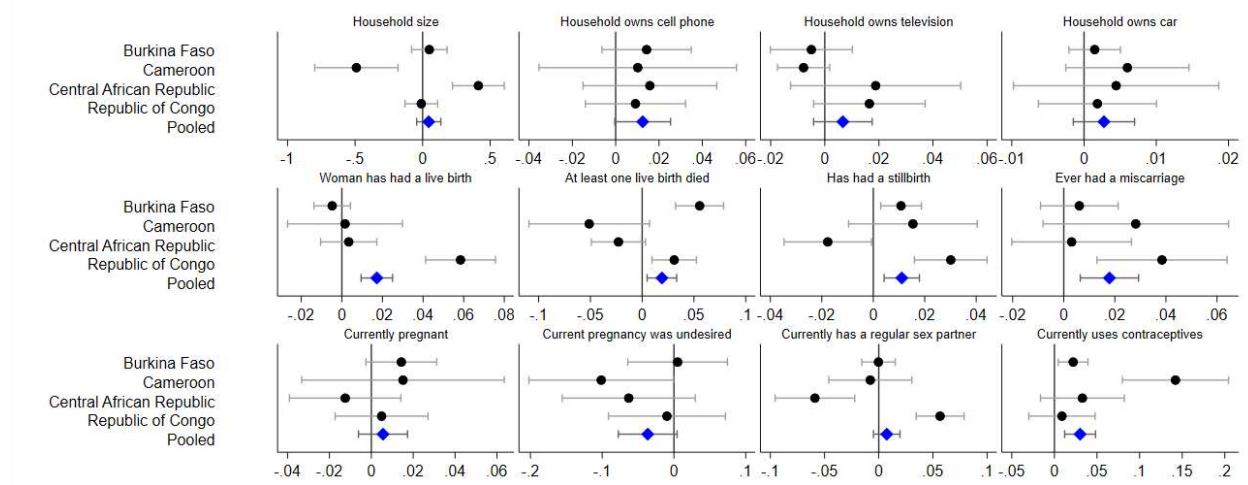 Household size Household owns cell phone Household owns television Household owns car
Burkina Faso
Cameroon
Central African Republic
Republic of Congo
Pooled
-1 -.5 0 .5 -.04 -.02 0 .02 .04 .06 -.02 0 .02 .04 .06 -.01 0 .01 .02
Woman has had a live birth At least one live birth died Has had a stillbirth Ever had a miscarriage
Burkina Faso
Cameroon
Central African Republic
Republic of Congo
Pooled
-.02 0 .02 .04 .06 .08 -.1 -.05 0 .05 .1 -.04 -.02 0 .02 .04 -.02 0 .02 .04 .06
Currently pregnant Current pregnancy was undesired Currently has a regular sex partner Currently uses contraceptives
Burkina Faso
Cameroon
Central African Republic
Republic of Congo
Pooled
-.04 -.02 0 .02 .04 .06 -.2 -.1 0 .1 -.1 -.05 0 .05 .1 -.05 0 .05 .1 .15 .2